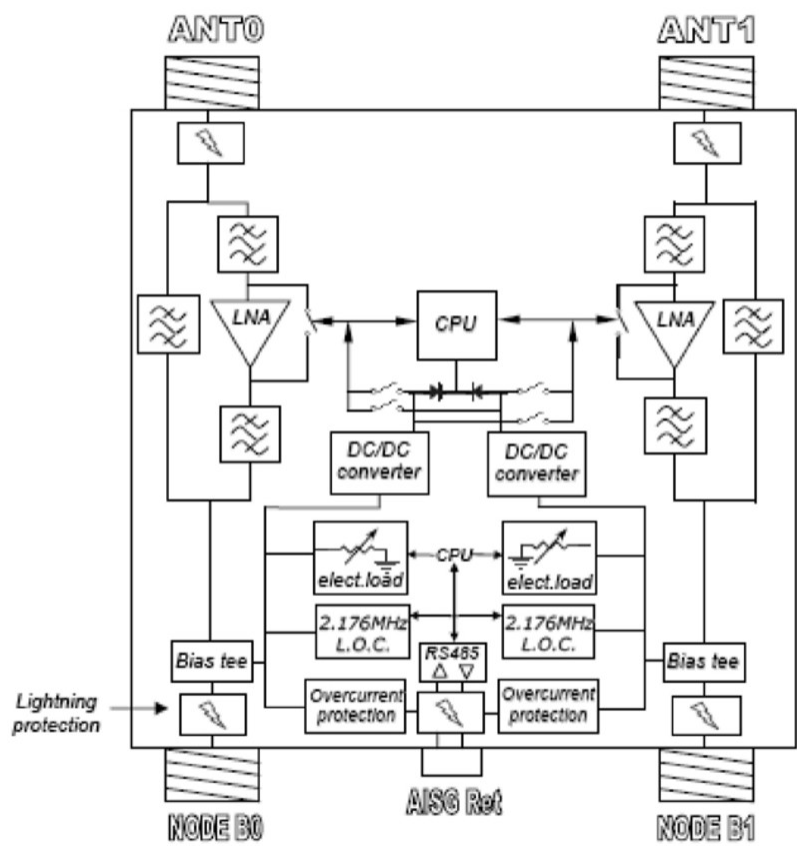 ANT0
ANT1
LNA
CPU
LNA
DC/DC
converter
DC/DC
converter
elect.load
CPU
elect.load
2.176MHz
L.O.C.
2.176MHz
L.O.C.
Bias tee
RS485
Bias tee
Lightning
protection
Overcurrent
protection
Overcurrent
protection
NODE B0
AISG Ret
NODE B1